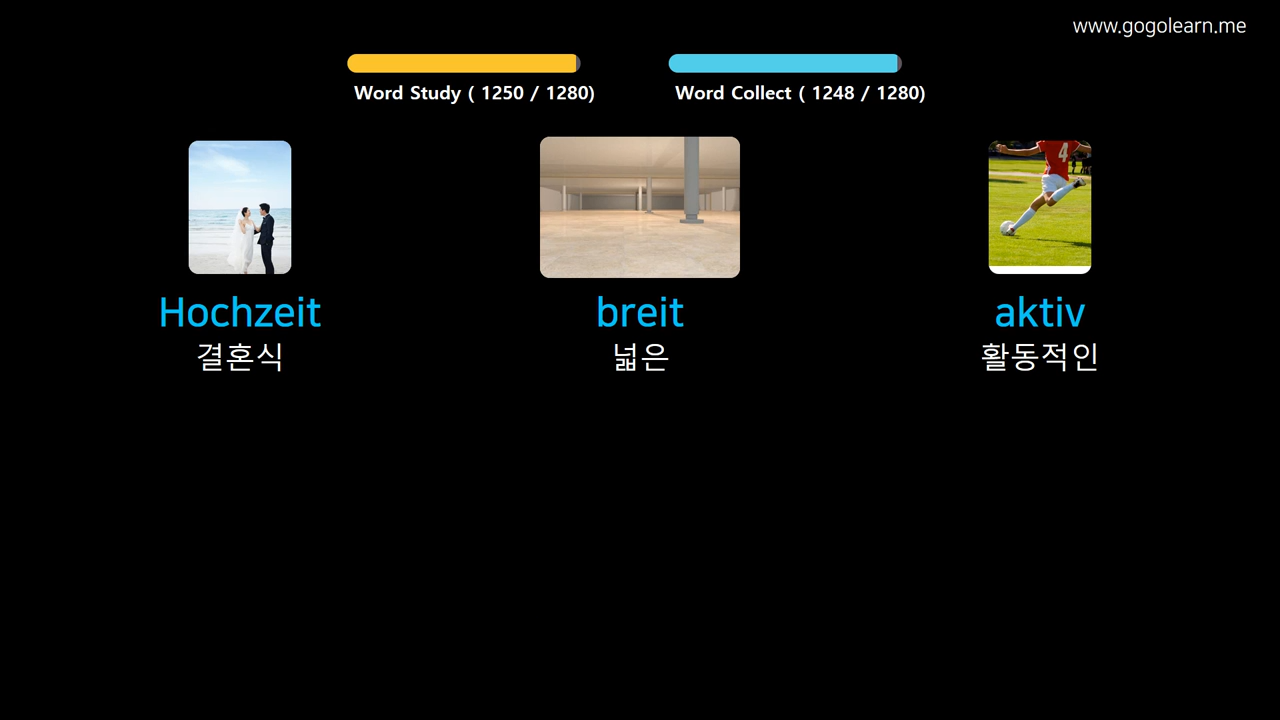 www.gogolearn.me
Word Study ( 1250 / 1280)
Word Collect ( 1248 / 1280)
4
Hochzeit
breit
aktiv
결혼식
넓은
활동적인